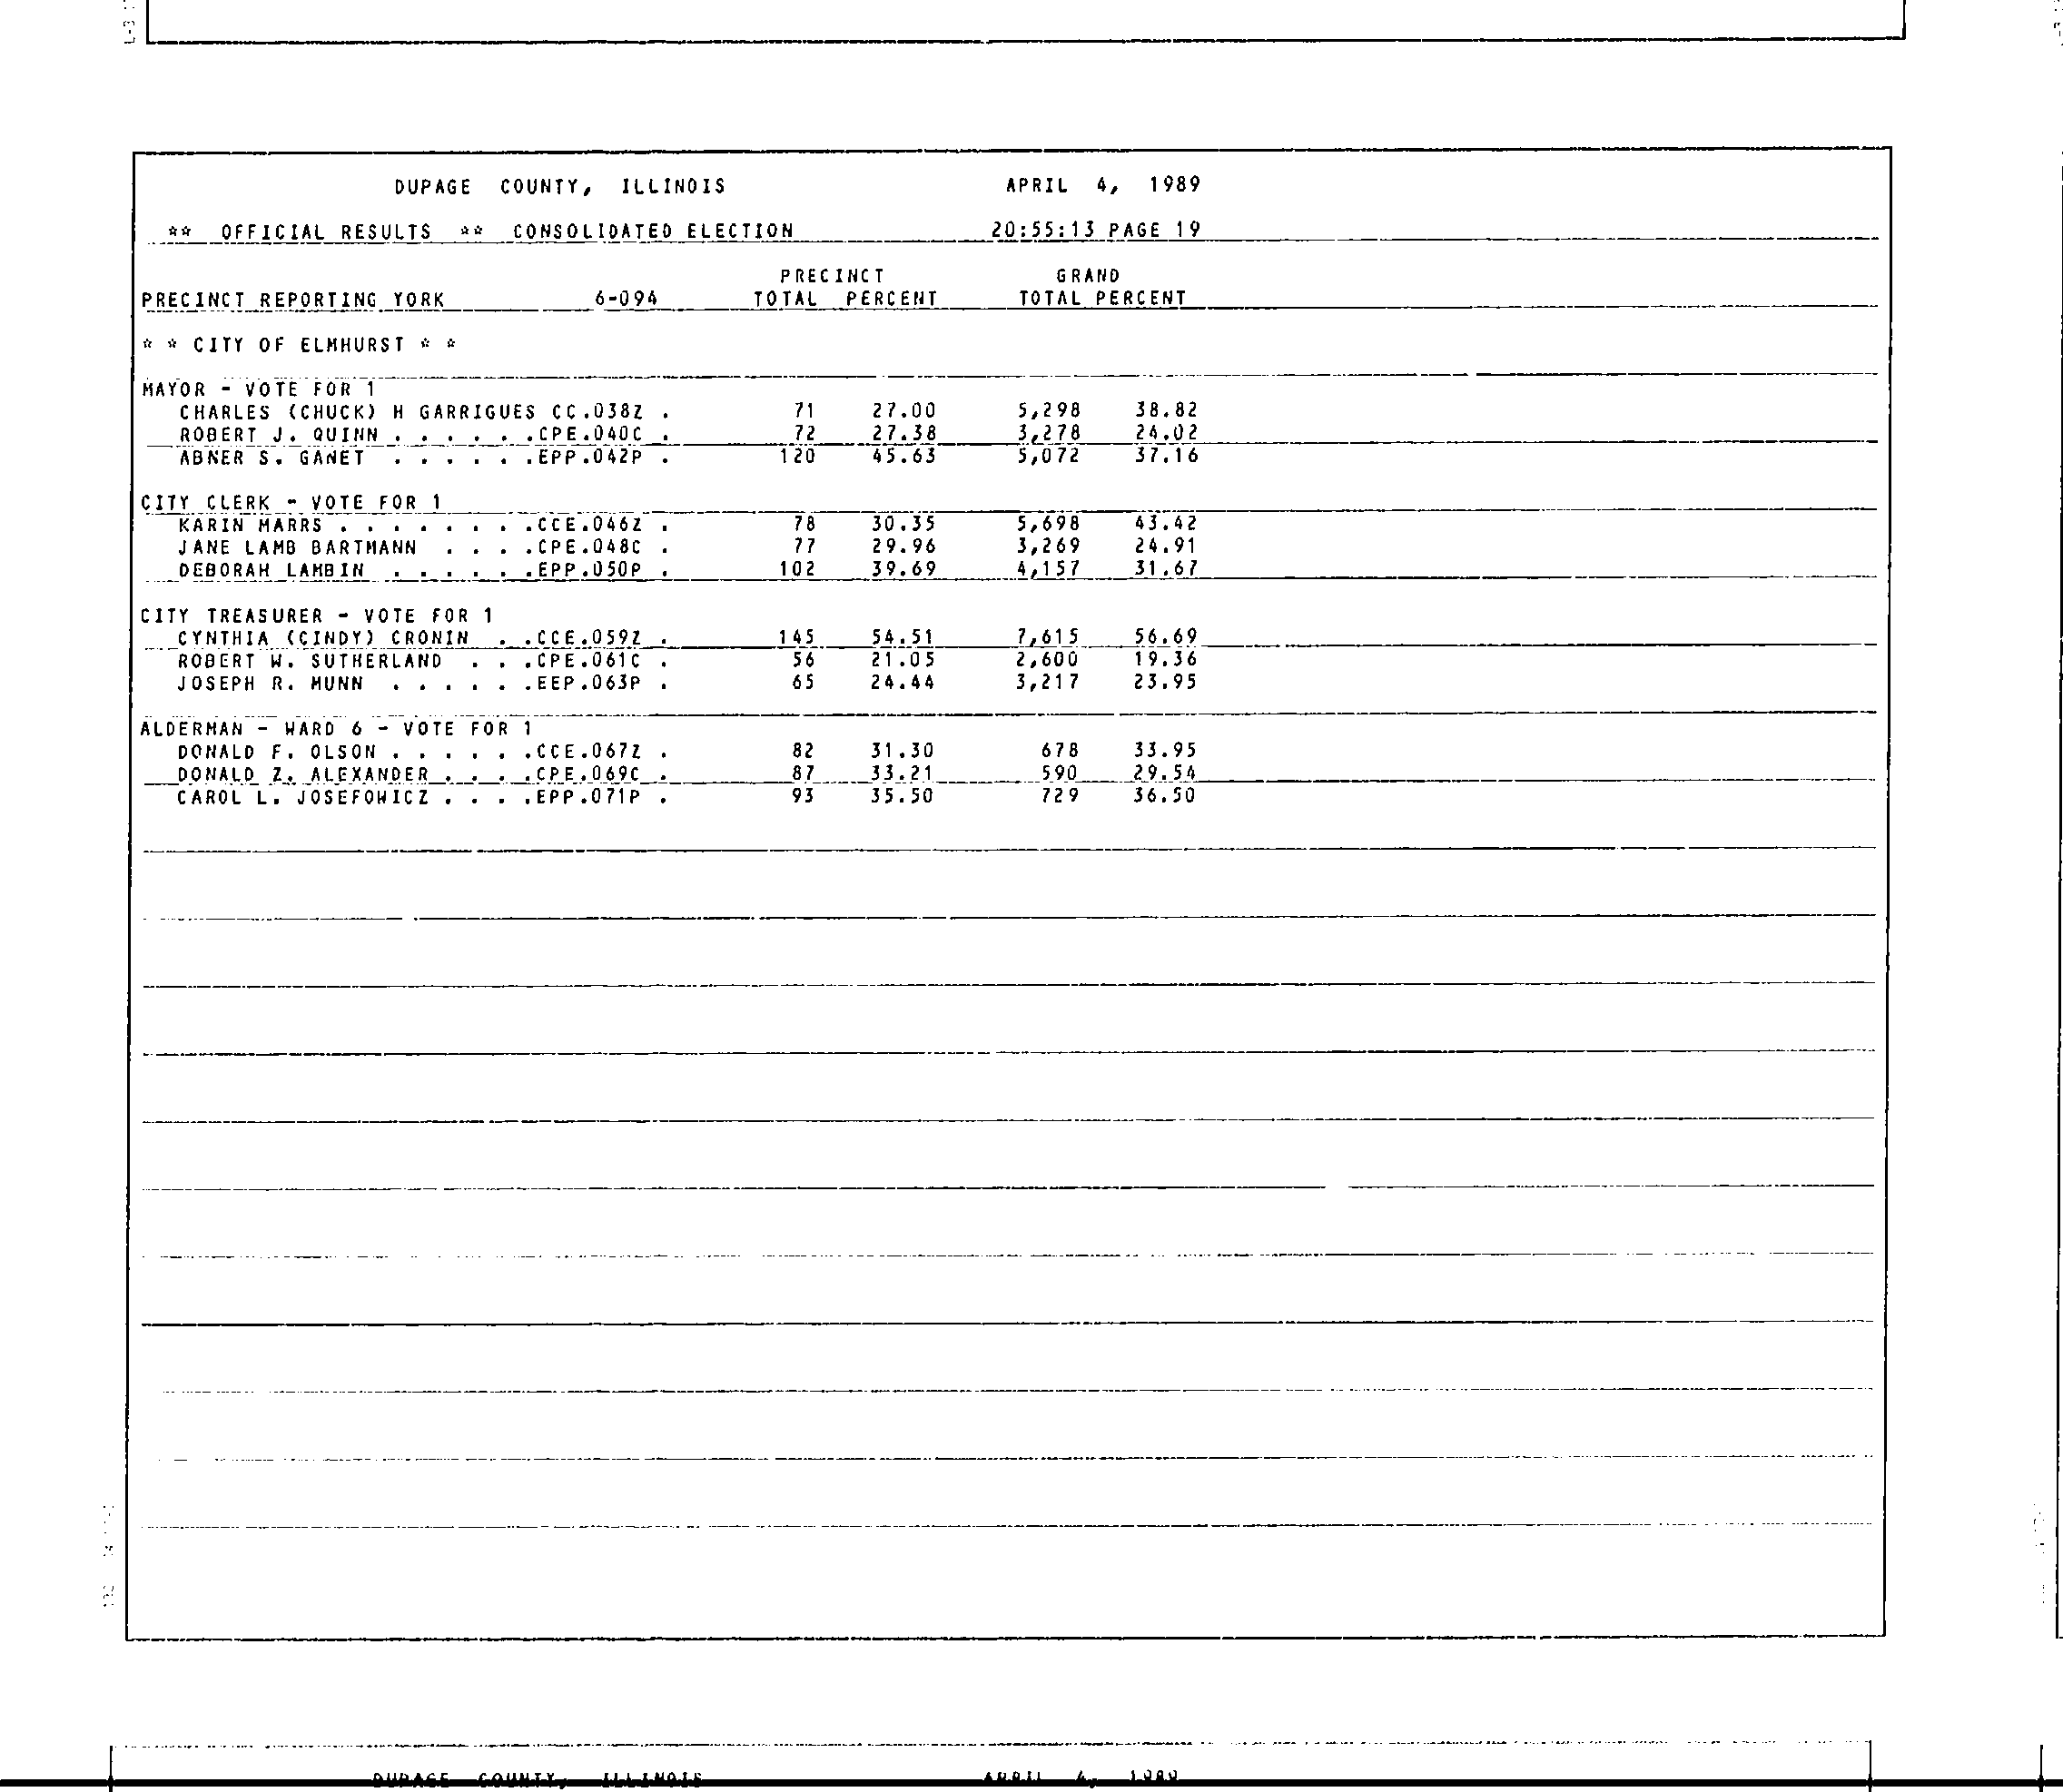 DUPAGE COUNTY, ILLINOIS APRIL 4, 1989
** OFFICIAL RESULTS ** CONSOLIDATED ELECTION 20:55:13 PAGE 19
PRECINCT GRAND
PRECINCT REPORTING YORK 6-094 TOTAL PERCENT TOTAL PERCENT
* * CITY OF ELMHURST * *
MAYOR - VOTE FOR 1
CHARLES (CHUCK) H GARRIGUES CC.038Z . 71 27.00 5,298 38.82
ROBERT J. QUINN . . . . . .CPE.040C . 72 27.38 3,278 24.02
ABNER S. GANET . . . . . .EPP.042P . 120 45.63 5,072 37.16
CITY CLERK - VOTE FOR 1
KARIN MARRS . . . . . . . .CCE.046Z . 78 30.35 5,698 43.42
JANE LAMB BARTMANN . . . .CPE.048C . 77 29.96 3,269 24.91
DEBORAH LAMBIN . . . . . .EPP.050P . 102 39.69 4,157 31.67
CITY TREASURER - VOTE FOR 1
CYNTHIA (CINDY) CRONIN . .CCE.059Z . 145 54.51 7,615 56.69
ROBERT W. SUTHERLAND . . .CPE.061C . 56 21.05 2,600 19.36
JOSEPH R. MUNN . . . . . .EEP.063P . 65 24.44 3,217 23.95
ALDERMAN - WARD 6 - VOTE FOR 1
DONALD F. OLSON . . . . . .CCE.067Z . 82 31.30 678 33.95
DONALD Z. ALEXANDER . . . .CPE.069C . 87 33.21 590 29.54
CAROL L. JOSEFOWICZ . . . .EPP.071P . 93 35.50 729 36.50
DUPAGE COUNTY, ILLINOIS APRIL 4, 1989